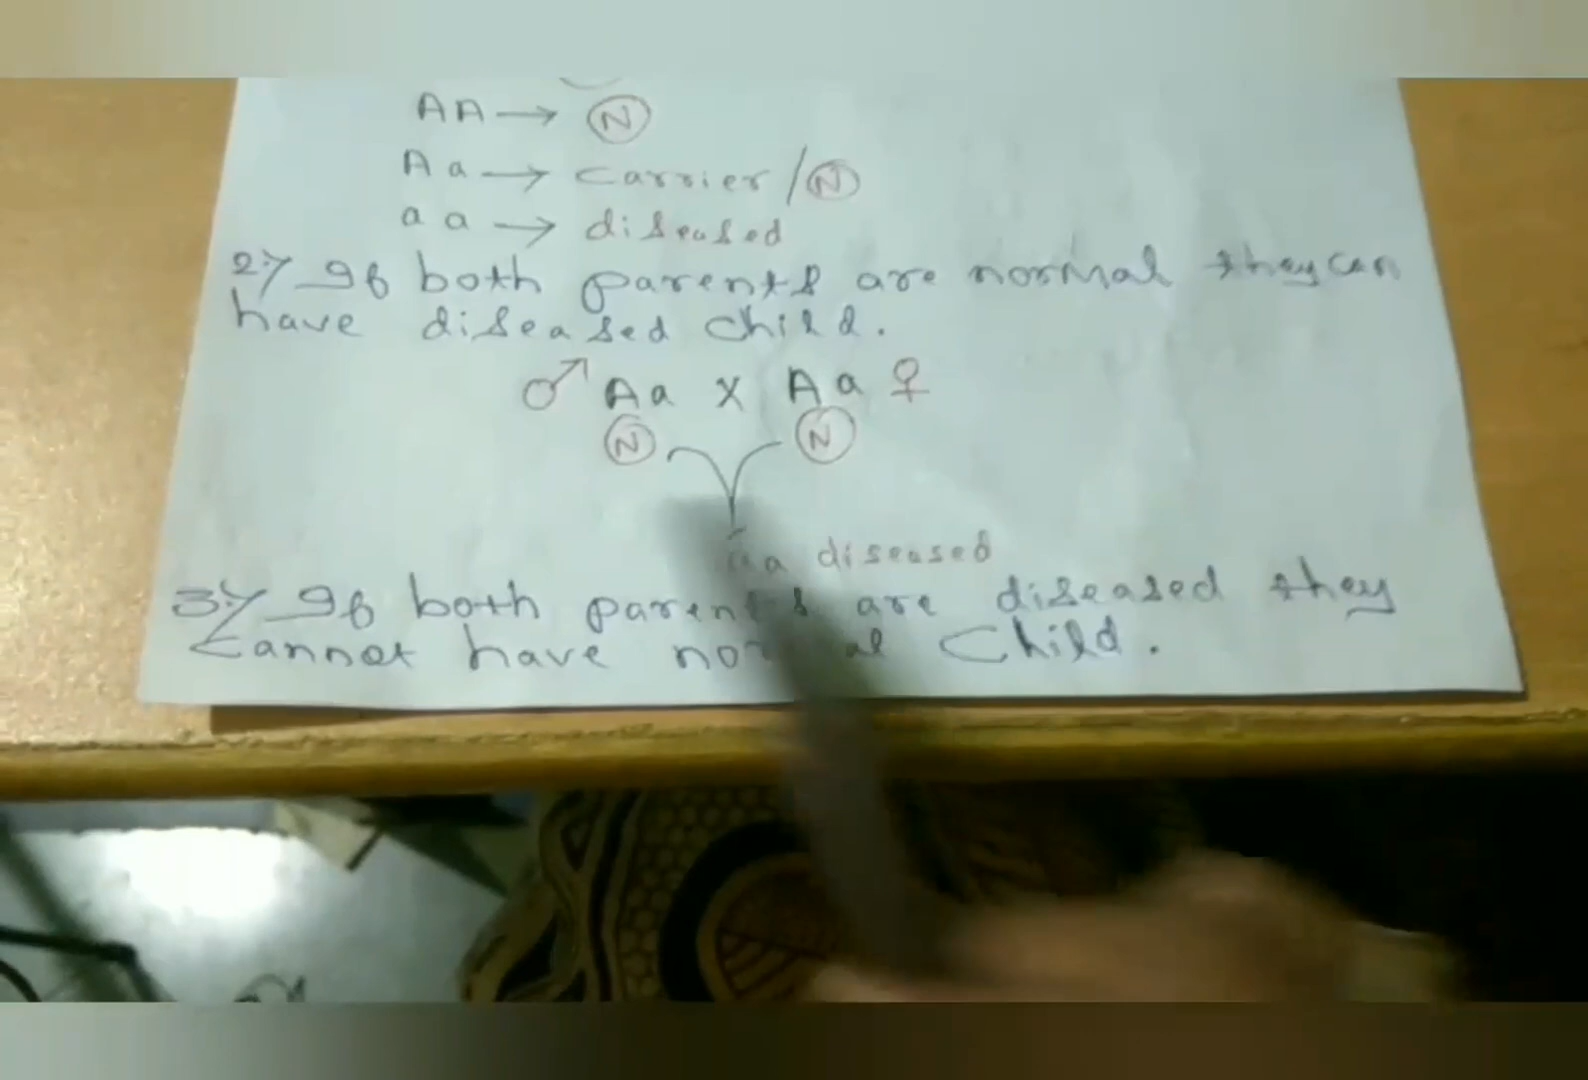 AA → N
Aa → carrier / N
aa → diseased
2) If both parents are normal they can
have diseased child.
♂ Aa x Aa ♀
N N
aa diseased
3) If both parents are diseased they
cannot have normal child.